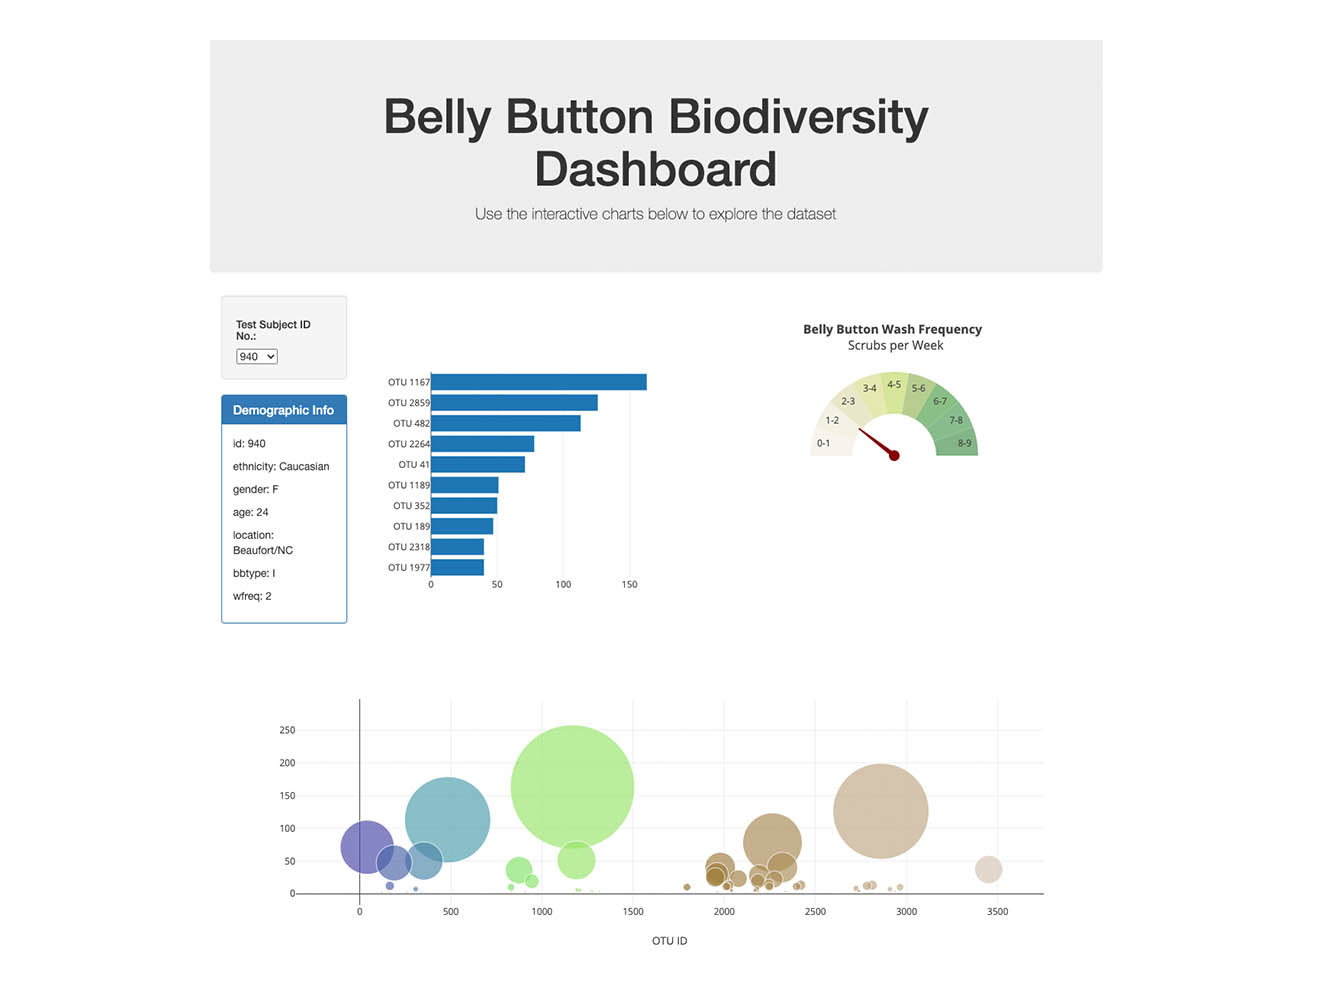 Belly Button Biodiversity
Dashboard
Use the interactive charts below to explore the dataset
Test Subject ID
No.:
940
Demographic Info
id: 940
ethnicity: Caucasian
gender: F
age: 24
location:
Beaufort/NC
bbtype: I
wfreq: 2
OTU 1167
OTU 2859
OTU 482
OTU 2264
OTU 41
OTU 1189
OTU 352
OTU 189
OTU 2318
OTU 1977
0 50 100 150
Belly Button Wash Frequency
Scrubs per Week
0-1
1-2
2-3
3-4
4-5
5-6
6-7
7-8
8-9
250
200
150
100
50
0
0 500 1000 1500 2000 2500 3000 3500
OTU ID